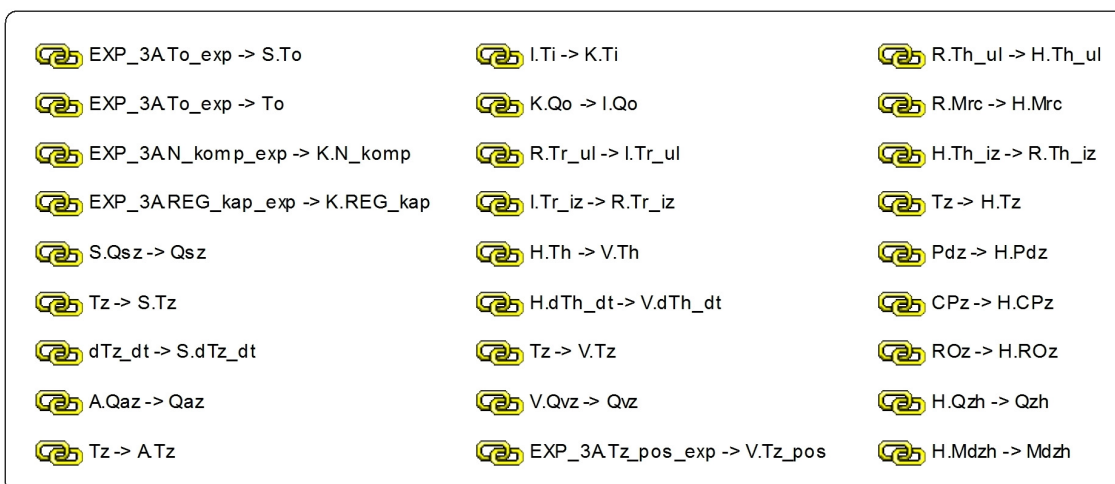 EXP_3A.To_exp -> S.To
EXP_3A.To_exp -> To
EXP_3A.N_komp_exp -> K.N_komp
EXP_3A.REG_kap_exp -> K.REG_kap
S.Qsz -> Qsz
Tz -> S.Tz
dTz_dt -> S.dTz_dt
A.Qaz -> Qaz
Tz -> A.Tz
I.Ti -> K.Ti
K.Qo -> I.Qo
R.Tr_ul -> I.Tr_ul
I.Tr_iz -> R.Tr_iz
H.Th -> V.Th
H.dTh_dt -> V.dTh_dt
Tz -> V.Tz
V.Qvz -> Qvz
EXP_3A.Tz_pos_exp -> V.Tz_pos
R.Th_ul -> H.Th_ul
R.Mrc -> H.Mrc
H.Th_iz -> R.Th_iz
Tz -> H.Tz
Pdz -> H.Pdz
CPz -> H.CPz
ROz -> H.ROz
H.Qzh -> Qzh
H.Mdzh -> Mdzh